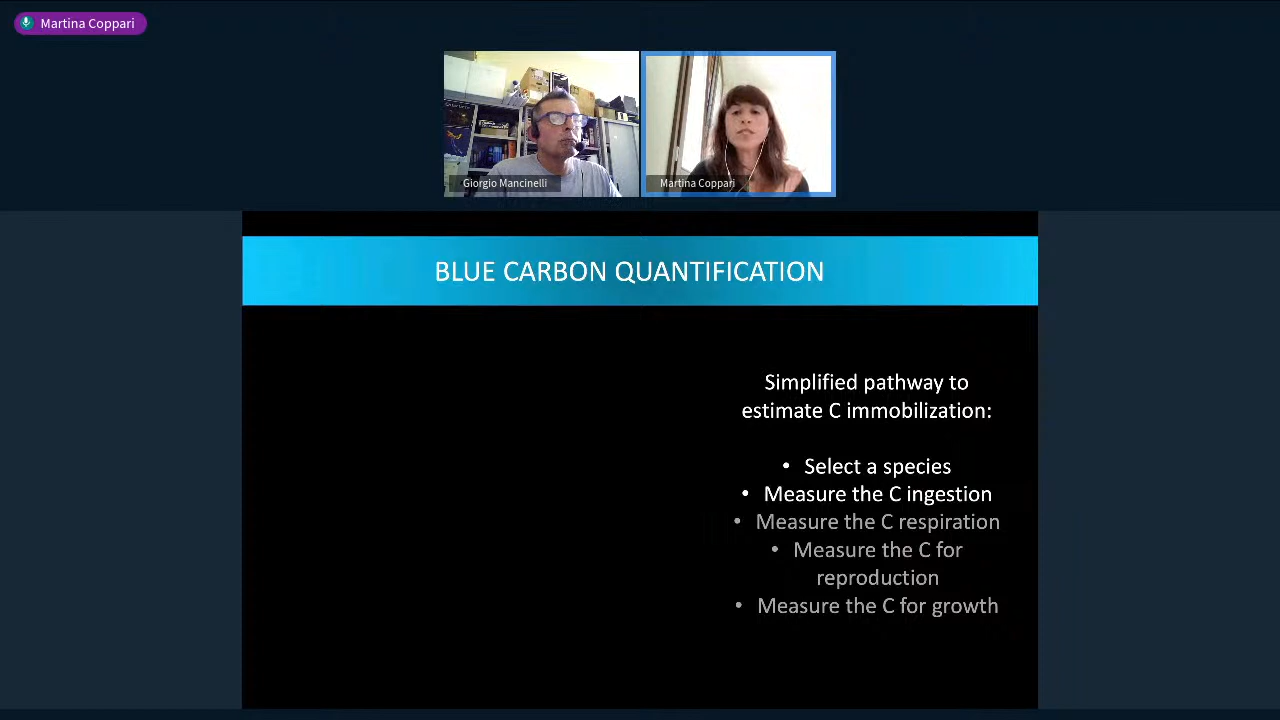 Martina Coppari
Giorgio Mancinelli
Martina Coppari
BLUE CARBON QUANTIFICATION
Simplified pathway to
estimate C immobilization:
• Select a species
• Measure the C ingestion
• Measure the C respiration
• Measure the C for
reproduction
• Measure the C for growth